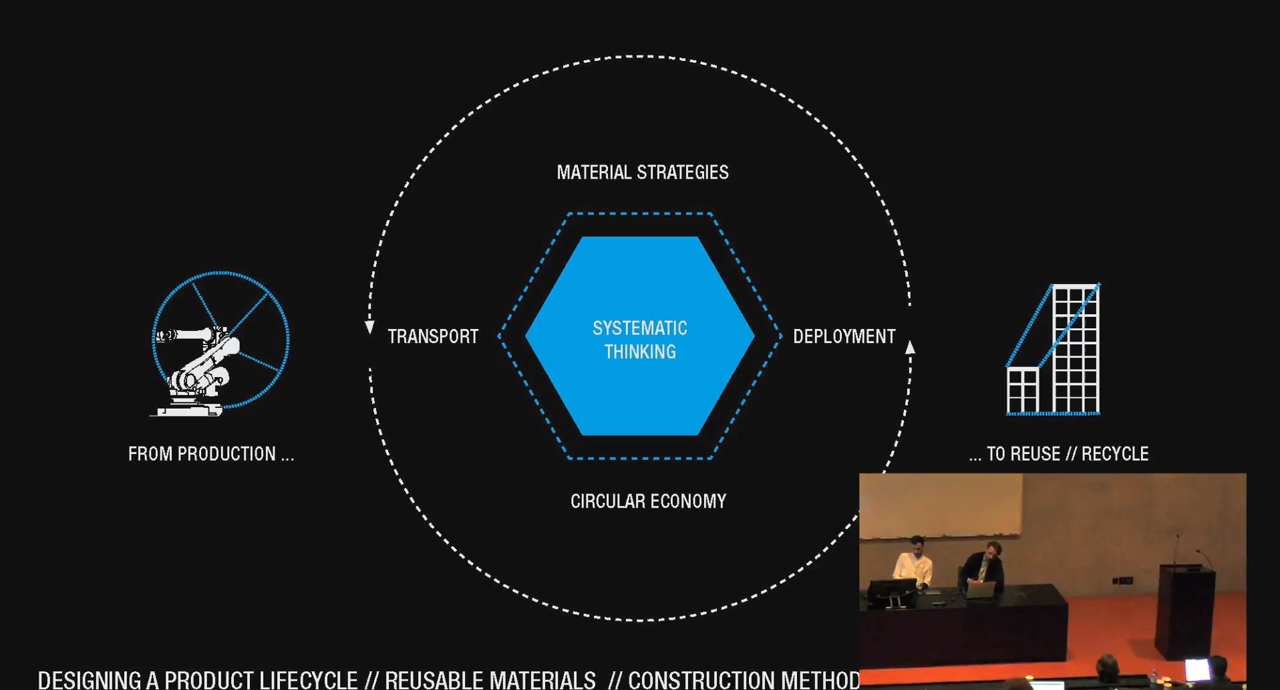 MATERIAL STRATEGIES
TRANSPORT
SYSTEMATIC
THINKING
DEPLOYMENT
CIRCULAR ECONOMY
FROM PRODUCTION ...
... TO REUSE // RECYCLE
DESIGNING A PRODUCT LIFECYCLE // REUSABLE MATERIALS // CONSTRUCTION METHOD